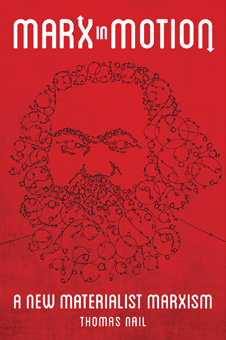 MARX IN MOTION
A NEW MATERIALIST MARXISM
THOMAS NAIL